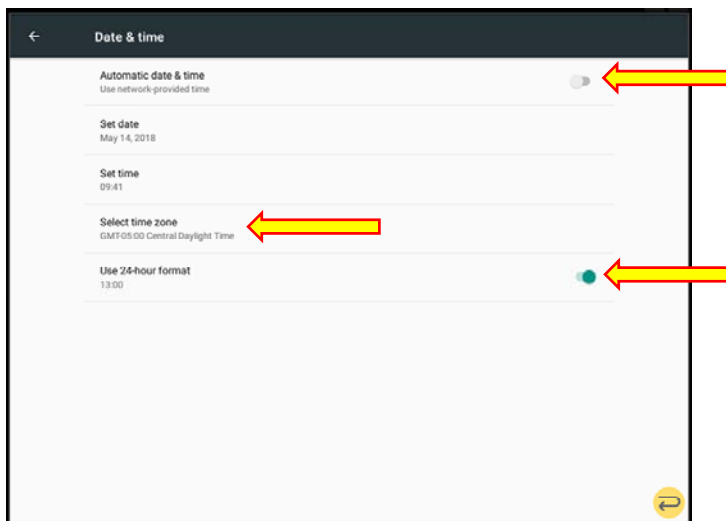 Date & time
Automatic date & time
Use network-provided time
Set date
May 14, 2018
Set time
09:41
Select time zone
GMT-05:00 Central Daylight Time
Use 24-hour format
13:00